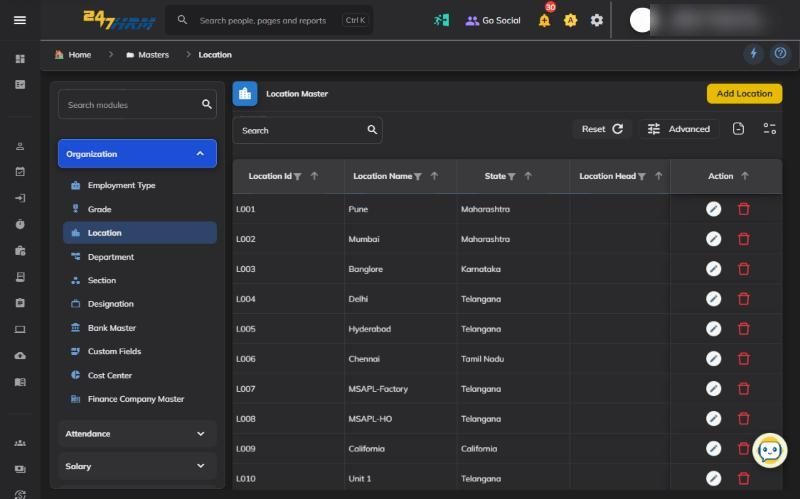 247HRM
Search people, pages and reports
Ctrl K
Go Social
30
Home
Masters
Location
Search modules
Organization
Employment Type
Grade
Location
Department
Section
Designation
Bank Master
Custom Fields
Cost Center
Finance Company Master
Attendance
Salary
Location Master
Add Location
Search
Reset
Advanced
Location Id Location Name State Location Head Action
L001 Pune Maharashtra
L002 Mumbai Maharashtra
L003 Banglore Karnataka
L004 Delhi Telangana
L005 Hyderabad Telangana
L006 Chennai Tamil Nadu
L007 MSAPL-Factory Telangana
L008 MSAPL-HO Telangana
L009 California California
L010 Unit 1 Telangana